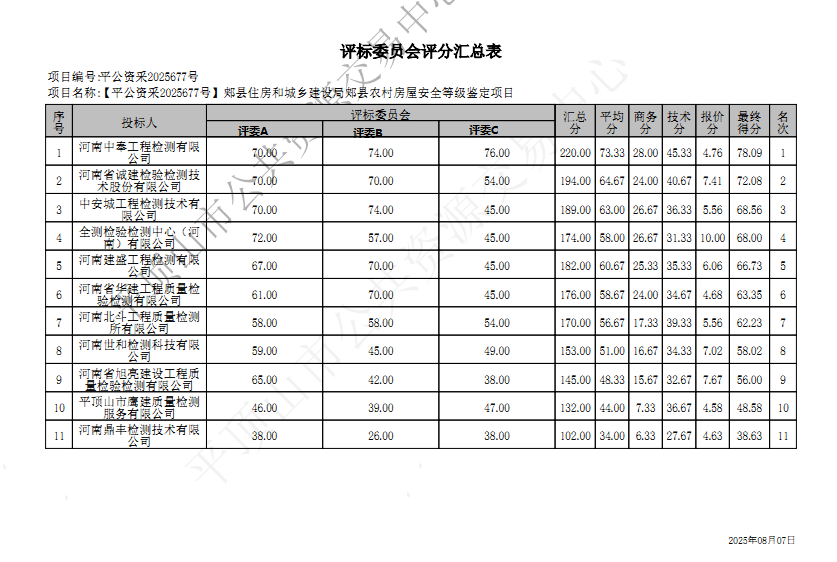 评标委员会评分汇总表
项目编号:平公资采2025677号
项目名称:【平公资采2025677号】郏县住房和城乡建设局郏县农村房屋安全等级鉴定项目
序号 投标人 评标委员会 汇总分 平均分 商务分 技术分 报价分 最终得分 名次
评委A 评委B 评委C
1 河南中奉工程检测有限公司 70.00 74.00 76.00 220.00 73.33 28.00 45.33 4.76 78.09 1
2 河南省诚建检验检测技术股份有限公司 70.00 70.00 54.00 194.00 64.67 24.00 40.67 7.41 72.08 2
3 中安城工程检测技术有限公司 70.00 74.00 45.00 189.00 63.00 26.67 36.33 5.56 68.56 3
4 全测检验检测中心（河南）有限公司 72.00 57.00 45.00 174.00 58.00 26.67 31.33 10.00 68.00 4
5 河南建盛工程检测有限公司 67.00 70.00 45.00 182.00 60.67 25.33 35.33 6.06 66.73 5
6 河南省华建工程质量检验检测有限公司 61.00 70.00 45.00 176.00 58.67 24.00 34.67 4.68 63.35 6
7 河南北斗工程质量检测所有限公司 58.00 58.00 54.00 170.00 56.67 17.33 39.33 5.56 62.23 7
8 河南世和检测科技有限公司 59.00 45.00 49.00 153.00 51.00 16.67 34.33 7.02 58.02 8
9 河南省旭亮建设工程质量检验检测有限公司 65.00 42.00 38.00 145.00 48.33 15.67 32.67 7.67 56.00 9
10 平顶山市鹰建质量检测服务有限公司 46.00 39.00 47.00 132.00 44.00 7.33 36.67 4.58 48.58 10
11 河南鼎丰检测技术有限公司 38.00 26.00 38.00 102.00 34.00 6.33 27.67 4.63 38.63 11
平顶山市公共资源交易中心
平顶山市公共资源交易中心
2025年08月07日